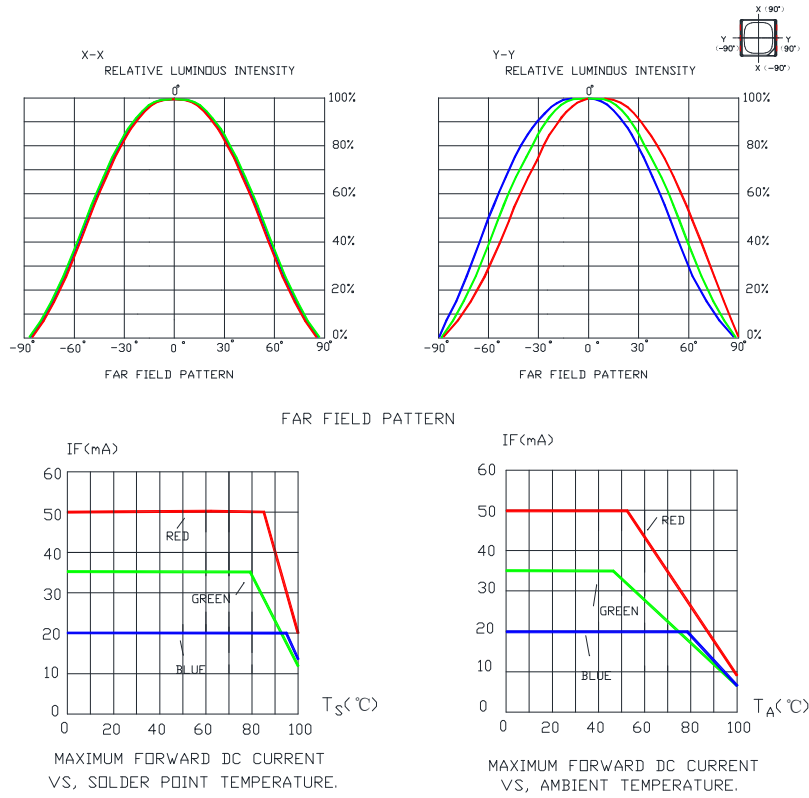 X (90°)
Y Y
(-90°) (90°)
X (-90°)
X-X
RELATIVE LUMINOUS INTENSITY
0°
100%
80%
60%
40%
20%
0%
-90° -60° -30° 0° 30° 60° 90°
FAR FIELD PATTERN
Y-Y
RELATIVE LUMINOUS INTENSITY
0°
100%
80%
60%
40%
20%
0%
-90° -60° -30° 0° 30° 60° 90°
FAR FIELD PATTERN
FAR FIELD PATTERN
IF(mA)
60
50
40
30
20
10
0
RED
GREEN
BLUE
0 20 40 60 80 100
TS(°C)
MAXIMUM FORWARD DC CURRENT
VS, SOLDER POINT TEMPERATURE.
IF(mA)
60
50
40
30
20
10
0
RED
GREEN
BLUE
0 20 40 60 80 100
TA(°C)
MAXIMUM FORWARD DC CURRENT
VS, AMBIENT TEMPERATURE.